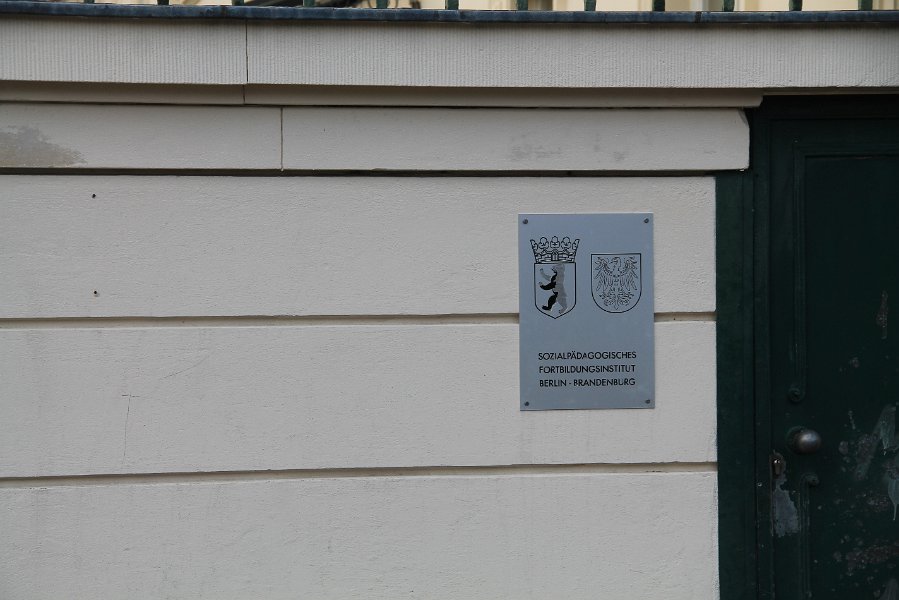 SOZIALPÄDAGOGISCHES
FORTBILDUNGSINSTITUT
BERLIN - BRANDENBURG